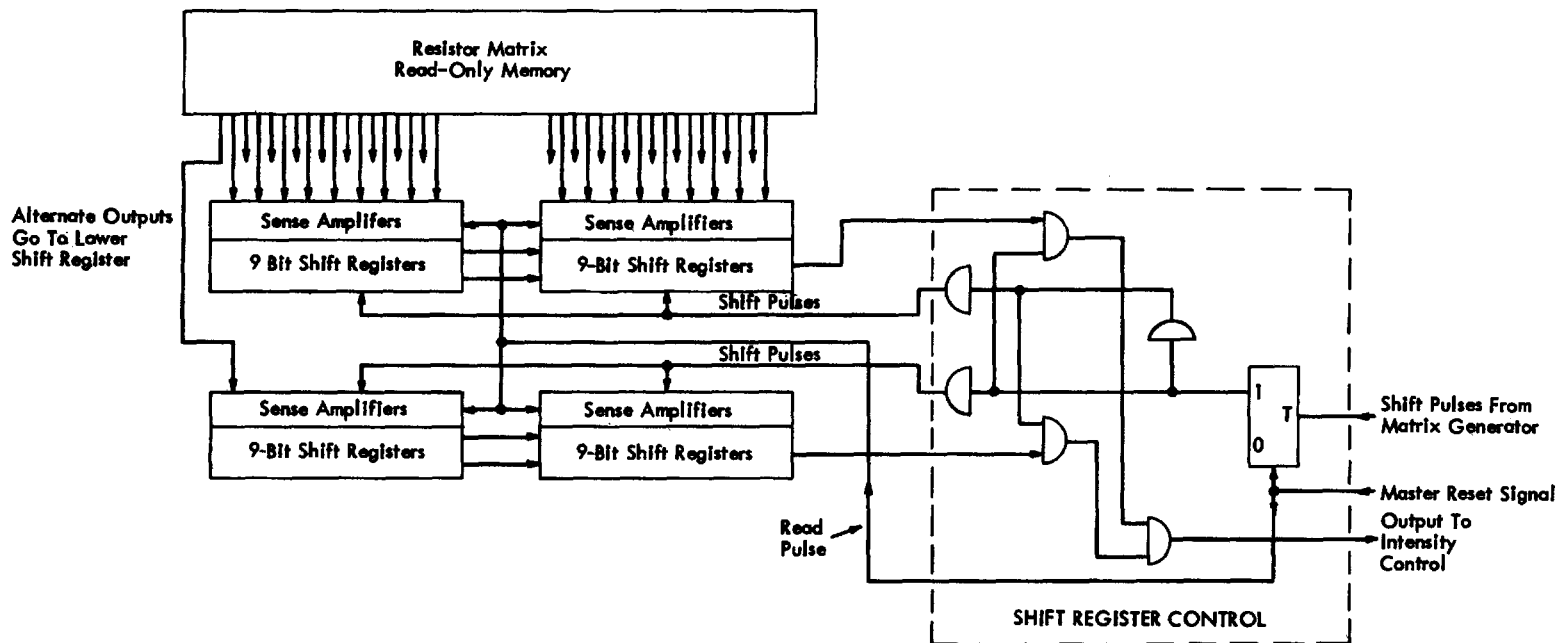 Resistor Matrix
Read-Only Memory
Alternate Outputs
Go To Lower
Shift Register
Sense Amplifers
9 Bit Shift Registers
Sense Amplifiers
9-Bit Shift Registers
Shift Pulses
Shift Pulses
Sense Amplifiers
9-Bit Shift Registers
Sense Amplifiers
9-Bit Shift Registers
1
T
0
Shift Pulses From
Matrix Generator
Master Reset Signal
Output To
Intensity
Control
Read
Pulse
SHIFT REGISTER CONTROL